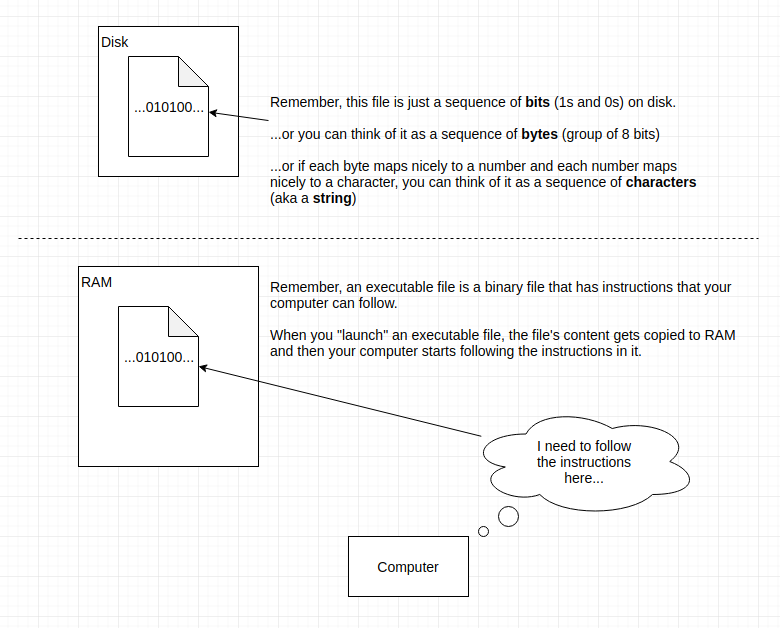 Disk
...010100...
Remember, this file is just a sequence of bits (1s and 0s) on disk.
...or you can think of it as a sequence of bytes (group of 8 bits)
...or if each byte maps nicely to a number and each number maps
nicely to a character, you can think of it as a sequence of characters
(aka a string)
RAM
...010100...
Remember, an executable file is a binary file that has instructions that your
computer can follow.
When you "launch" an executable file, the file's content gets copied to RAM
and then your computer starts following the instructions in it.
I need to follow
the instructions
here...
Computer